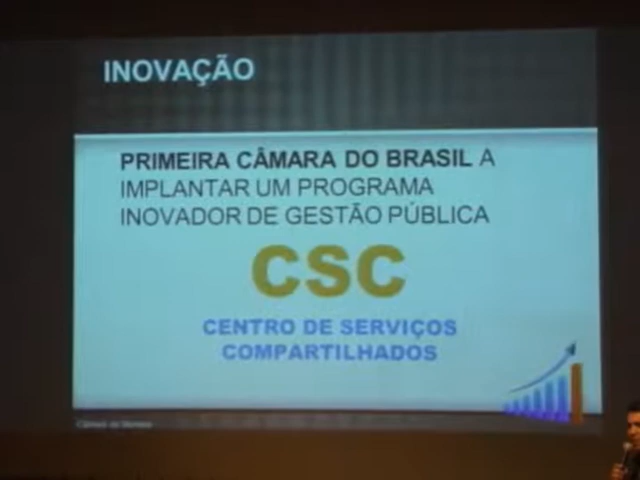 INOVAÇÃO
PRIMEIRA CÂMARA DO BRASIL A
IMPLANTAR UM PROGRAMA
INOVADOR DE GESTÃO PÚBLICA
CSC
CENTRO DE SERVIÇOS
COMPARTILHADOS